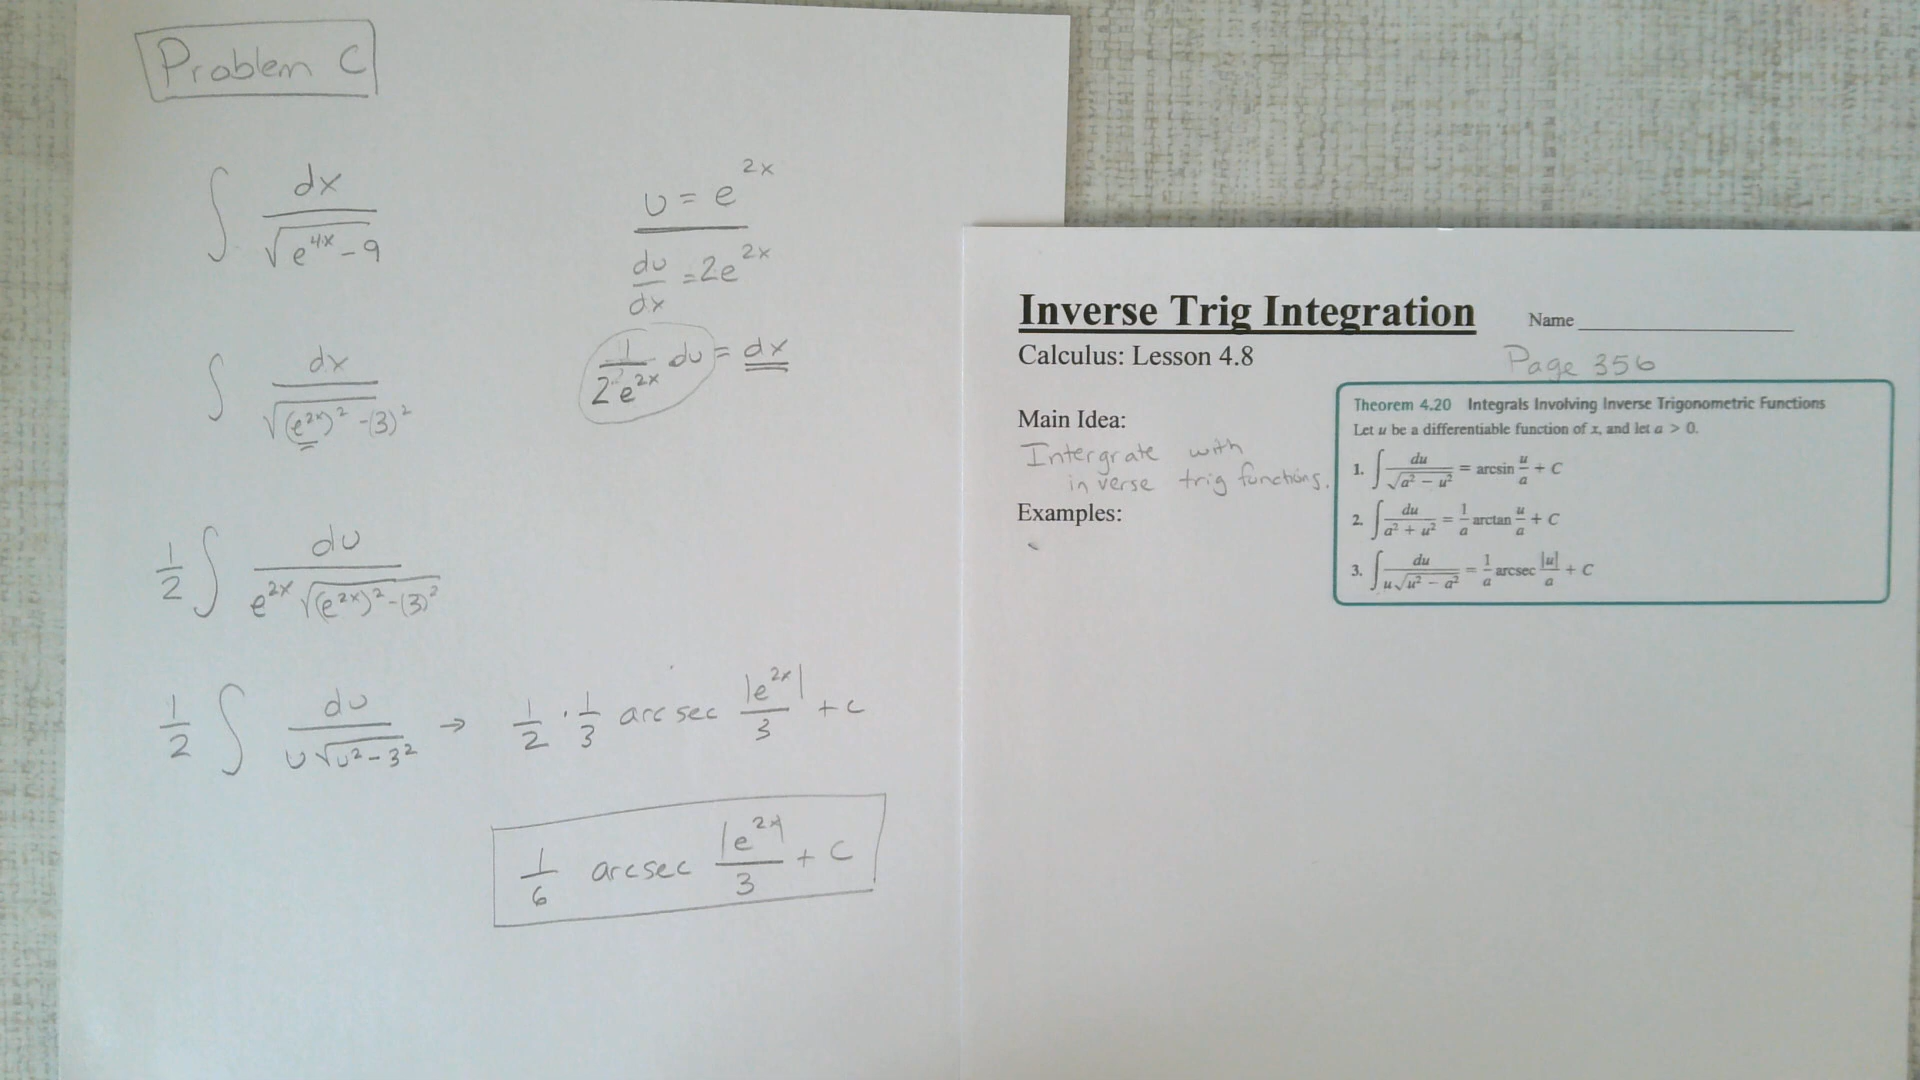 Problem C
∫ dx / √(e^4x - 9)
∫ dx / √((e^2x)^2 - (3)^2)
1/2 ∫ du / e^2x √((e^2x)^2 - (3)^2)
1/2 ∫ du / u√(u^2 - 3^2) → 1/2 · 1/3 arcsec |e^2x|/3 + C
1/6 arcsec |e^2x|/3 + C
u = e^2x
du/dx = 2e^2x
1/(2e^2x) du = dx
Inverse Trig Integration
Name
Calculus: Lesson 4.8
Page 356
Main Idea:
Intergrate with
inverse trig functions.
Examples:
Theorem 4.20 Integrals Involving Inverse Trigonometric Functions
Let u be a differentiable function of x, and let a > 0.
1. ∫ du/√(a² - u²) = arcsin u/a + C
2. ∫ du/(a² + u²) = 1/a arctan u/a + C
3. ∫ du/(u√(u² - a²)) = 1/a arcsec |u|/a + C